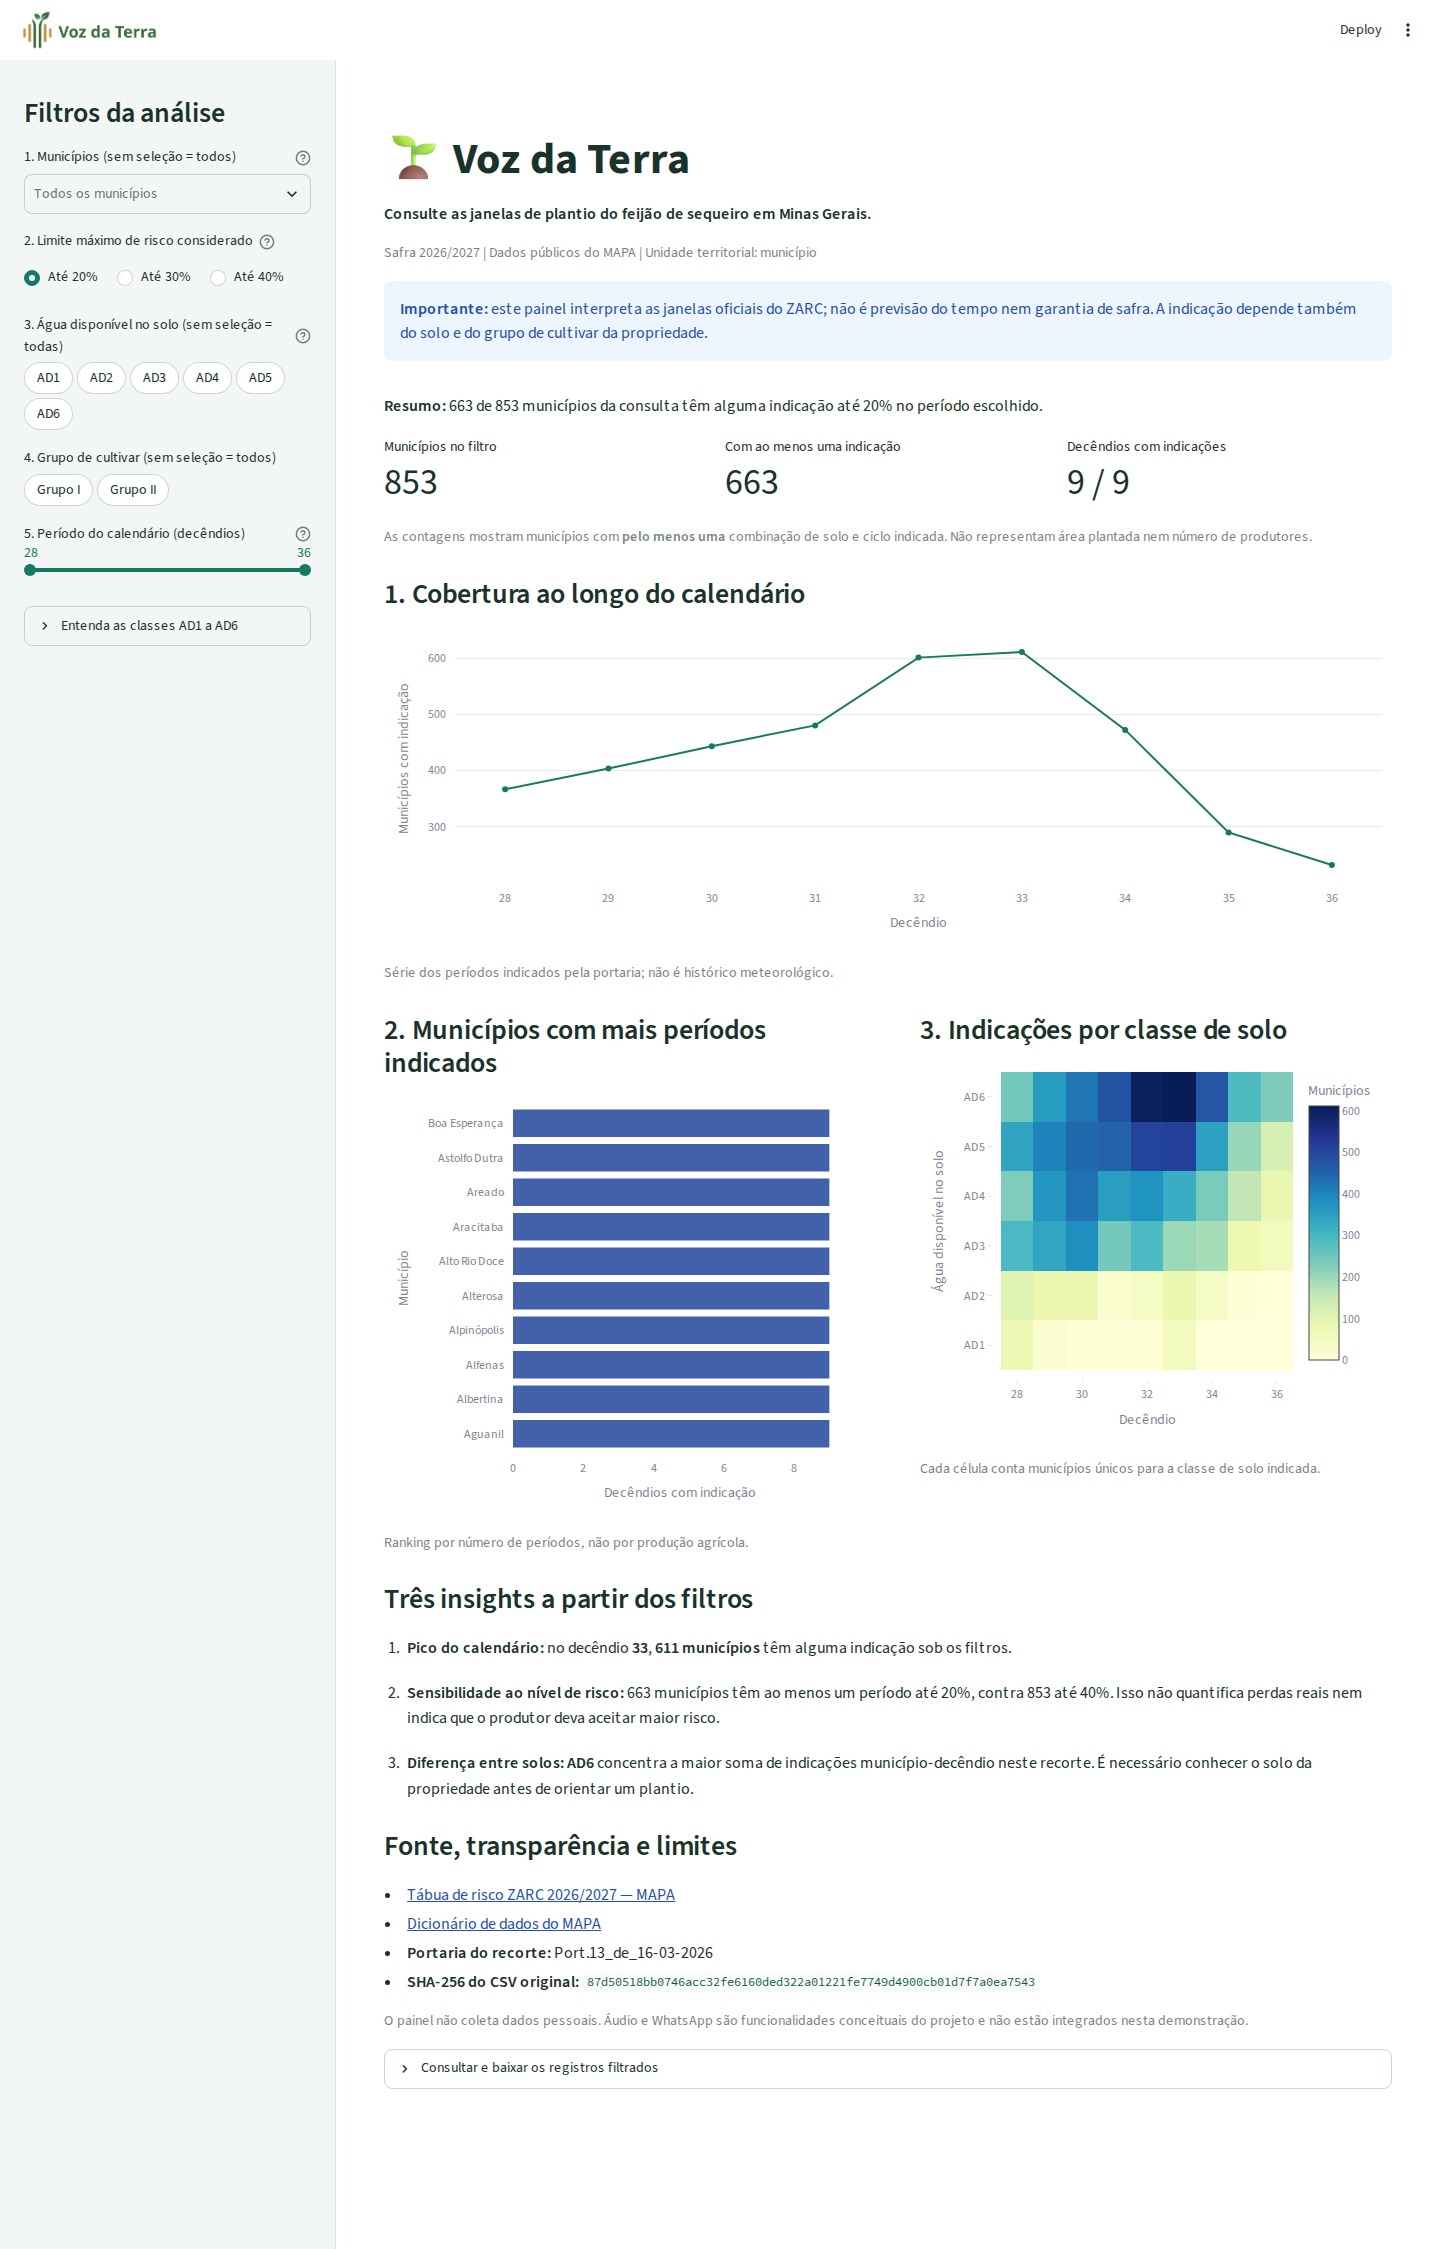 Voz da Terra
Deploy
Filtros da análise
1. Municípios (sem seleção = todos)
Todos os municípios
2. Limite máximo de risco considerado
Até 20%
Até 30%
Até 40%
3. Água disponível no solo (sem seleção =
todas)
AD1
AD2
AD3
AD4
AD5
AD6
4. Grupo de cultivar (sem seleção = todos)
Grupo I
Grupo II
5. Período do calendário (decêndios)
28
36
Entenda as classes AD1 a AD6
Voz da Terra
Consulte as janelas de plantio do feijão de sequeiro em Minas Gerais.
Safra 2026/2027 | Dados públicos do MAPA | Unidade territorial: município
Importante: este painel interpreta as janelas oficiais do ZARC; não é previsão do tempo nem garantia de safra. A indicação depende também
do solo e do grupo de cultivar da propriedade.
Resumo: 663 de 853 municípios da consulta têm alguma indicação até 20% no período escolhido.
Municípios no filtro
853
Com ao menos uma indicação
663
Decêndios com indicações
9 / 9
As contagens mostram municípios com pelo menos uma combinação de solo e ciclo indicada. Não representam área plantada nem número de produtores.
1. Cobertura ao longo do calendário
Municípios com indicação
600
500
400
300
28
29
30
31
32
33
34
35
36
Decêndio
Série dos períodos indicados pela portaria; não é histórico meteorológico.
2. Municípios com mais períodos
indicados
Município
Boa Esperança
Astolfo Dutra
Areado
Aracitaba
Alto Rio Doce
Alterosa
Alpinópolis
Alfenas
Albertina
Aguanil
0
2
4
6
8
Decêndios com indicação
Ranking por número de períodos, não por produção agrícola.
3. Indicações por classe de solo
Água disponível no solo
AD6
AD5
AD4
AD3
AD2
AD1
28
30
32
34
36
Decêndio
Municípios
600
500
400
300
200
100
0
Cada célula conta municípios únicos para a classe de solo indicada.
Três insights a partir dos filtros
1. Pico do calendário: no decêndio 33, 611 municípios têm alguma indicação sob os filtros.
2. Sensibilidade ao nível de risco: 663 municípios têm ao menos um período até 20%, contra 853 até 40%. Isso não quantifica perdas reais nem
indica que o produtor deva aceitar maior risco.
3. Diferença entre solos: AD6 concentra a maior soma de indicações município-decêndio neste recorte. É necessário conhecer o solo da
propriedade antes de orientar um plantio.
Fonte, transparência e limites
• Tábua de risco ZARC 2026/2027 — MAPA
• Dicionário de dados do MAPA
• Portaria do recorte: Port.13_de_16-03-2026
• SHA-256 do CSV original: 87d50518bb0746acc32fe6160ded322a01221fe7749d4900cb01d7f7a0ea7543
O painel não coleta dados pessoais. Áudio e WhatsApp são funcionalidades conceituais do projeto e não estão integrados nesta demonstração.
Consultar e baixar os registros filtrados